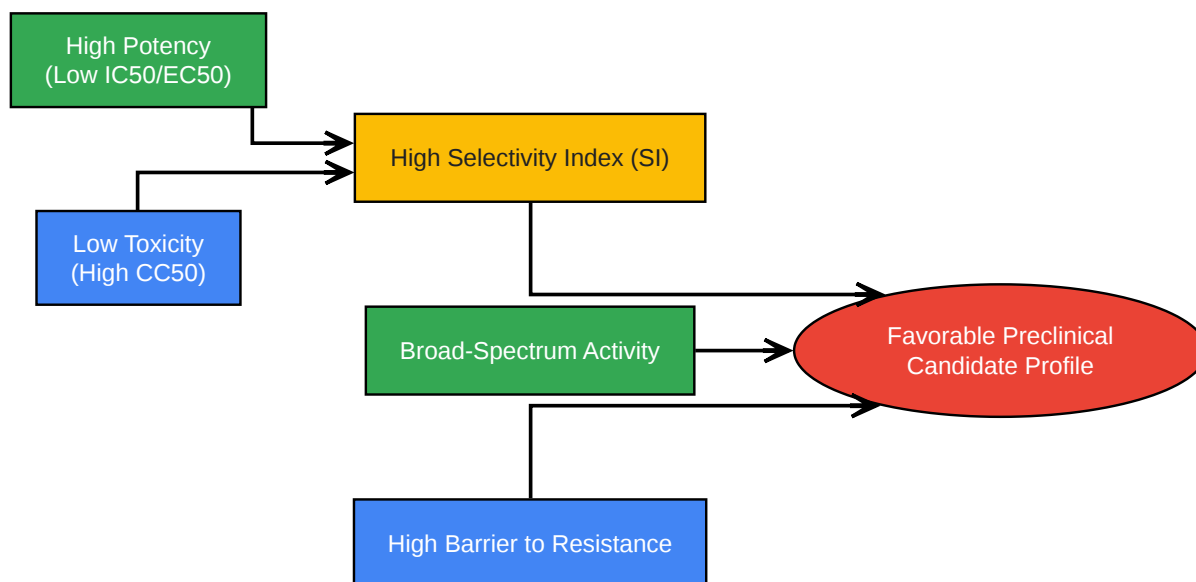 High Potency
(Low IC50/EC50)
High Selectivity Index (SI)
Low Toxicity
(High CC50)
Broad-Spectrum Activity
Favorable Preclinical
Candidate Profile
High Barrier to Resistance